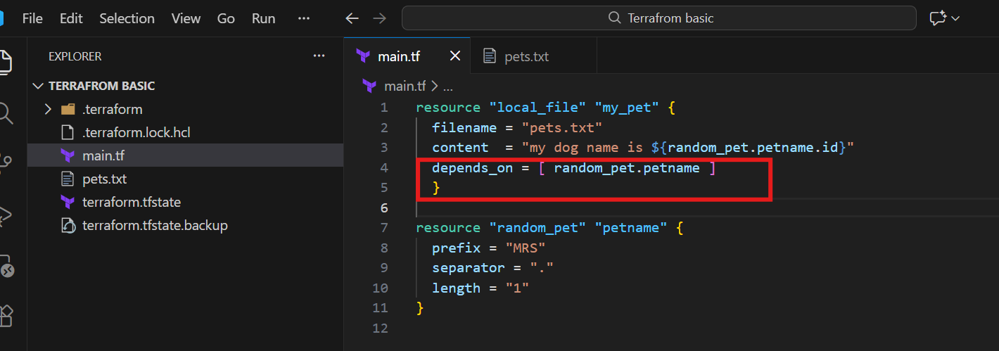 File Edit Selection View Go Run ··· Terrafrom basic
EXPLORER ···
main.tf pets.txt
TERRAFROM BASIC
main.tf > ...
.terraform
.terraform.lock.hcl
main.tf
pets.txt
terraform.tfstate
terraform.tfstate.backup
1 resource "local_file" "my_pet" {
2 filename = "pets.txt"
3 content  = "my dog name is ${random_pet.petname.id}"
4 depends_on = [ random_pet.petname ]
5 }
6
7 resource "random_pet" "petname" {
8 prefix = "MRS"
9 separator = "."
10 length = "1"
11 }
12